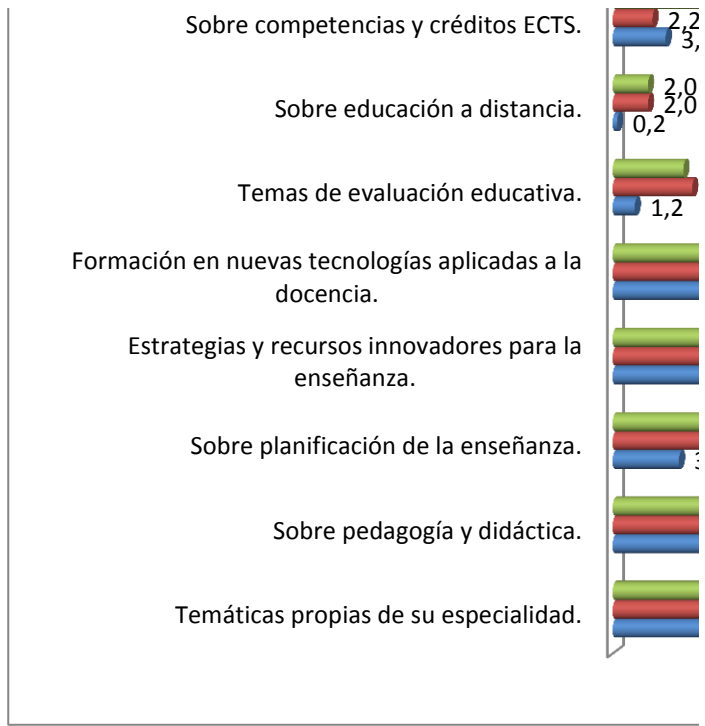 Sobre competencias y créditos ECTS.
2,2
3,
Sobre educación a distancia.
2,0
2,0
0,2
Temas de evaluación educativa.
1,2
Formación en nuevas tecnologías aplicadas a la
docencia.
Estrategias y recursos innovadores para la
enseñanza.
Sobre planificación de la enseñanza.
Sobre pedagogía y didáctica.
Temáticas propias de su especialidad.